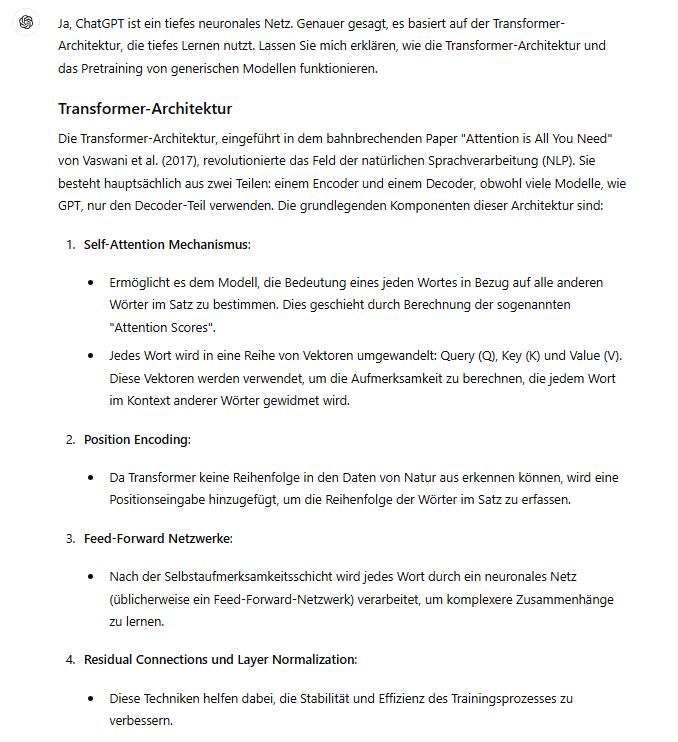 Ja, ChatGPT ist ein tiefes neuronales Netz. Genauer gesagt, es basiert auf der Transformer-
Architektur, die tiefes Lernen nutzt. Lassen Sie mich erklären, wie die Transformer-Architektur und
das Pretraining von generischen Modellen funktionieren.
Transformer-Architektur
Die Transformer-Architektur, eingeführt in dem bahnbrechenden Paper "Attention is All You Need"
von Vaswani et al. (2017), revolutionierte das Feld der natürlichen Sprachverarbeitung (NLP). Sie
besteht hauptsächlich aus zwei Teilen: einem Encoder und einem Decoder, obwohl viele Modelle, wie
GPT, nur den Decoder-Teil verwenden. Die grundlegenden Komponenten dieser Architektur sind:
1. Self-Attention Mechanismus:
• Ermöglicht es dem Modell, die Bedeutung eines jeden Wortes in Bezug auf alle anderen
Wörter im Satz zu bestimmen. Dies geschieht durch Berechnung der sogenannten
"Attention Scores".
• Jedes Wort wird in eine Reihe von Vektoren umgewandelt: Query (Q), Key (K) und Value (V).
Diese Vektoren werden verwendet, um die Aufmerksamkeit zu berechnen, die jedem Wort
im Kontext anderer Wörter gewidmet wird.
2. Position Encoding:
• Da Transformer keine Reihenfolge in den Daten von Natur aus erkennen können, wird eine
Positionseingabe hinzugefügt, um die Reihenfolge der Wörter im Satz zu erfassen.
3. Feed-Forward Netzwerke:
• Nach der Selbstaufmerksamkeitsschicht wird jedes Wort durch ein neuronales Netz
(üblicherweise ein Feed-Forward-Netzwerk) verarbeitet, um komplexere Zusammenhänge
zu lernen.
4. Residual Connections und Layer Normalization:
• Diese Techniken helfen dabei, die Stabilität und Effizienz des Trainingsprozesses zu
verbessern.